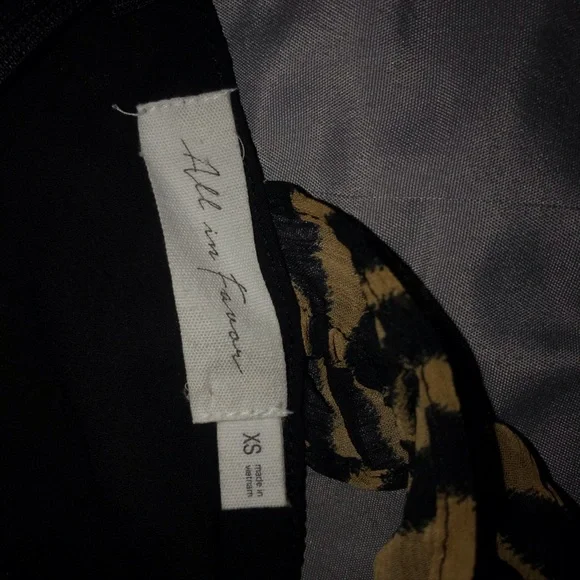 All in Favor
XS
made in
vietnam